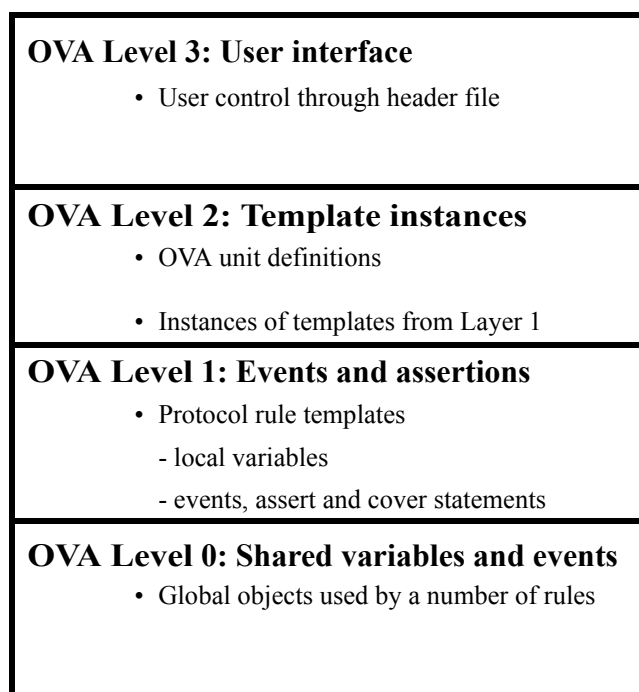 OVA Level 3: User interface
• User control through header file
OVA Level 2: Template instances
• OVA unit definitions
• Instances of templates from Layer 1
OVA Level 1: Events and assertions
• Protocol rule templates
- local variables
- events, assert and cover statements
OVA Level 0: Shared variables and events
• Global objects used by a number of rules